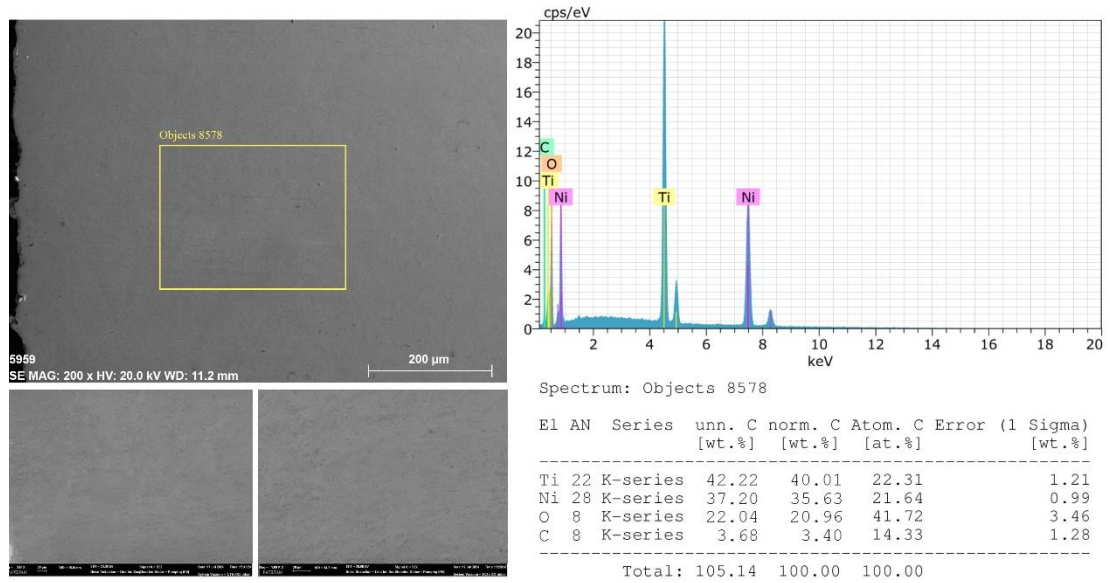 Objects 8578
5959
200 µm
SE MAG: 200 x HV: 20.0 kV WD: 11.2 mm
cps/eV
20
18
16
14
12
10
8
6
4
2
0
C
O
Ti
Ni
Ti
Ni
2 4 6 8 10 12 14 16 18 20
keV
Spectrum: Objects 8578
El AN Series unn. C norm. C Atom. C Error (1 Sigma)
[wt.%] [wt.%] [at.%] [wt.%]
Ti 22 K-series 42.22 40.01 22.31 1.21
Ni 28 K-series 37.20 35.63 21.64 0.99
O 8 K-series 22.04 20.96 41.72 3.46
C 8 K-series 3.68 3.40 14.33 1.28
Total: 105.14 100.00 100.00